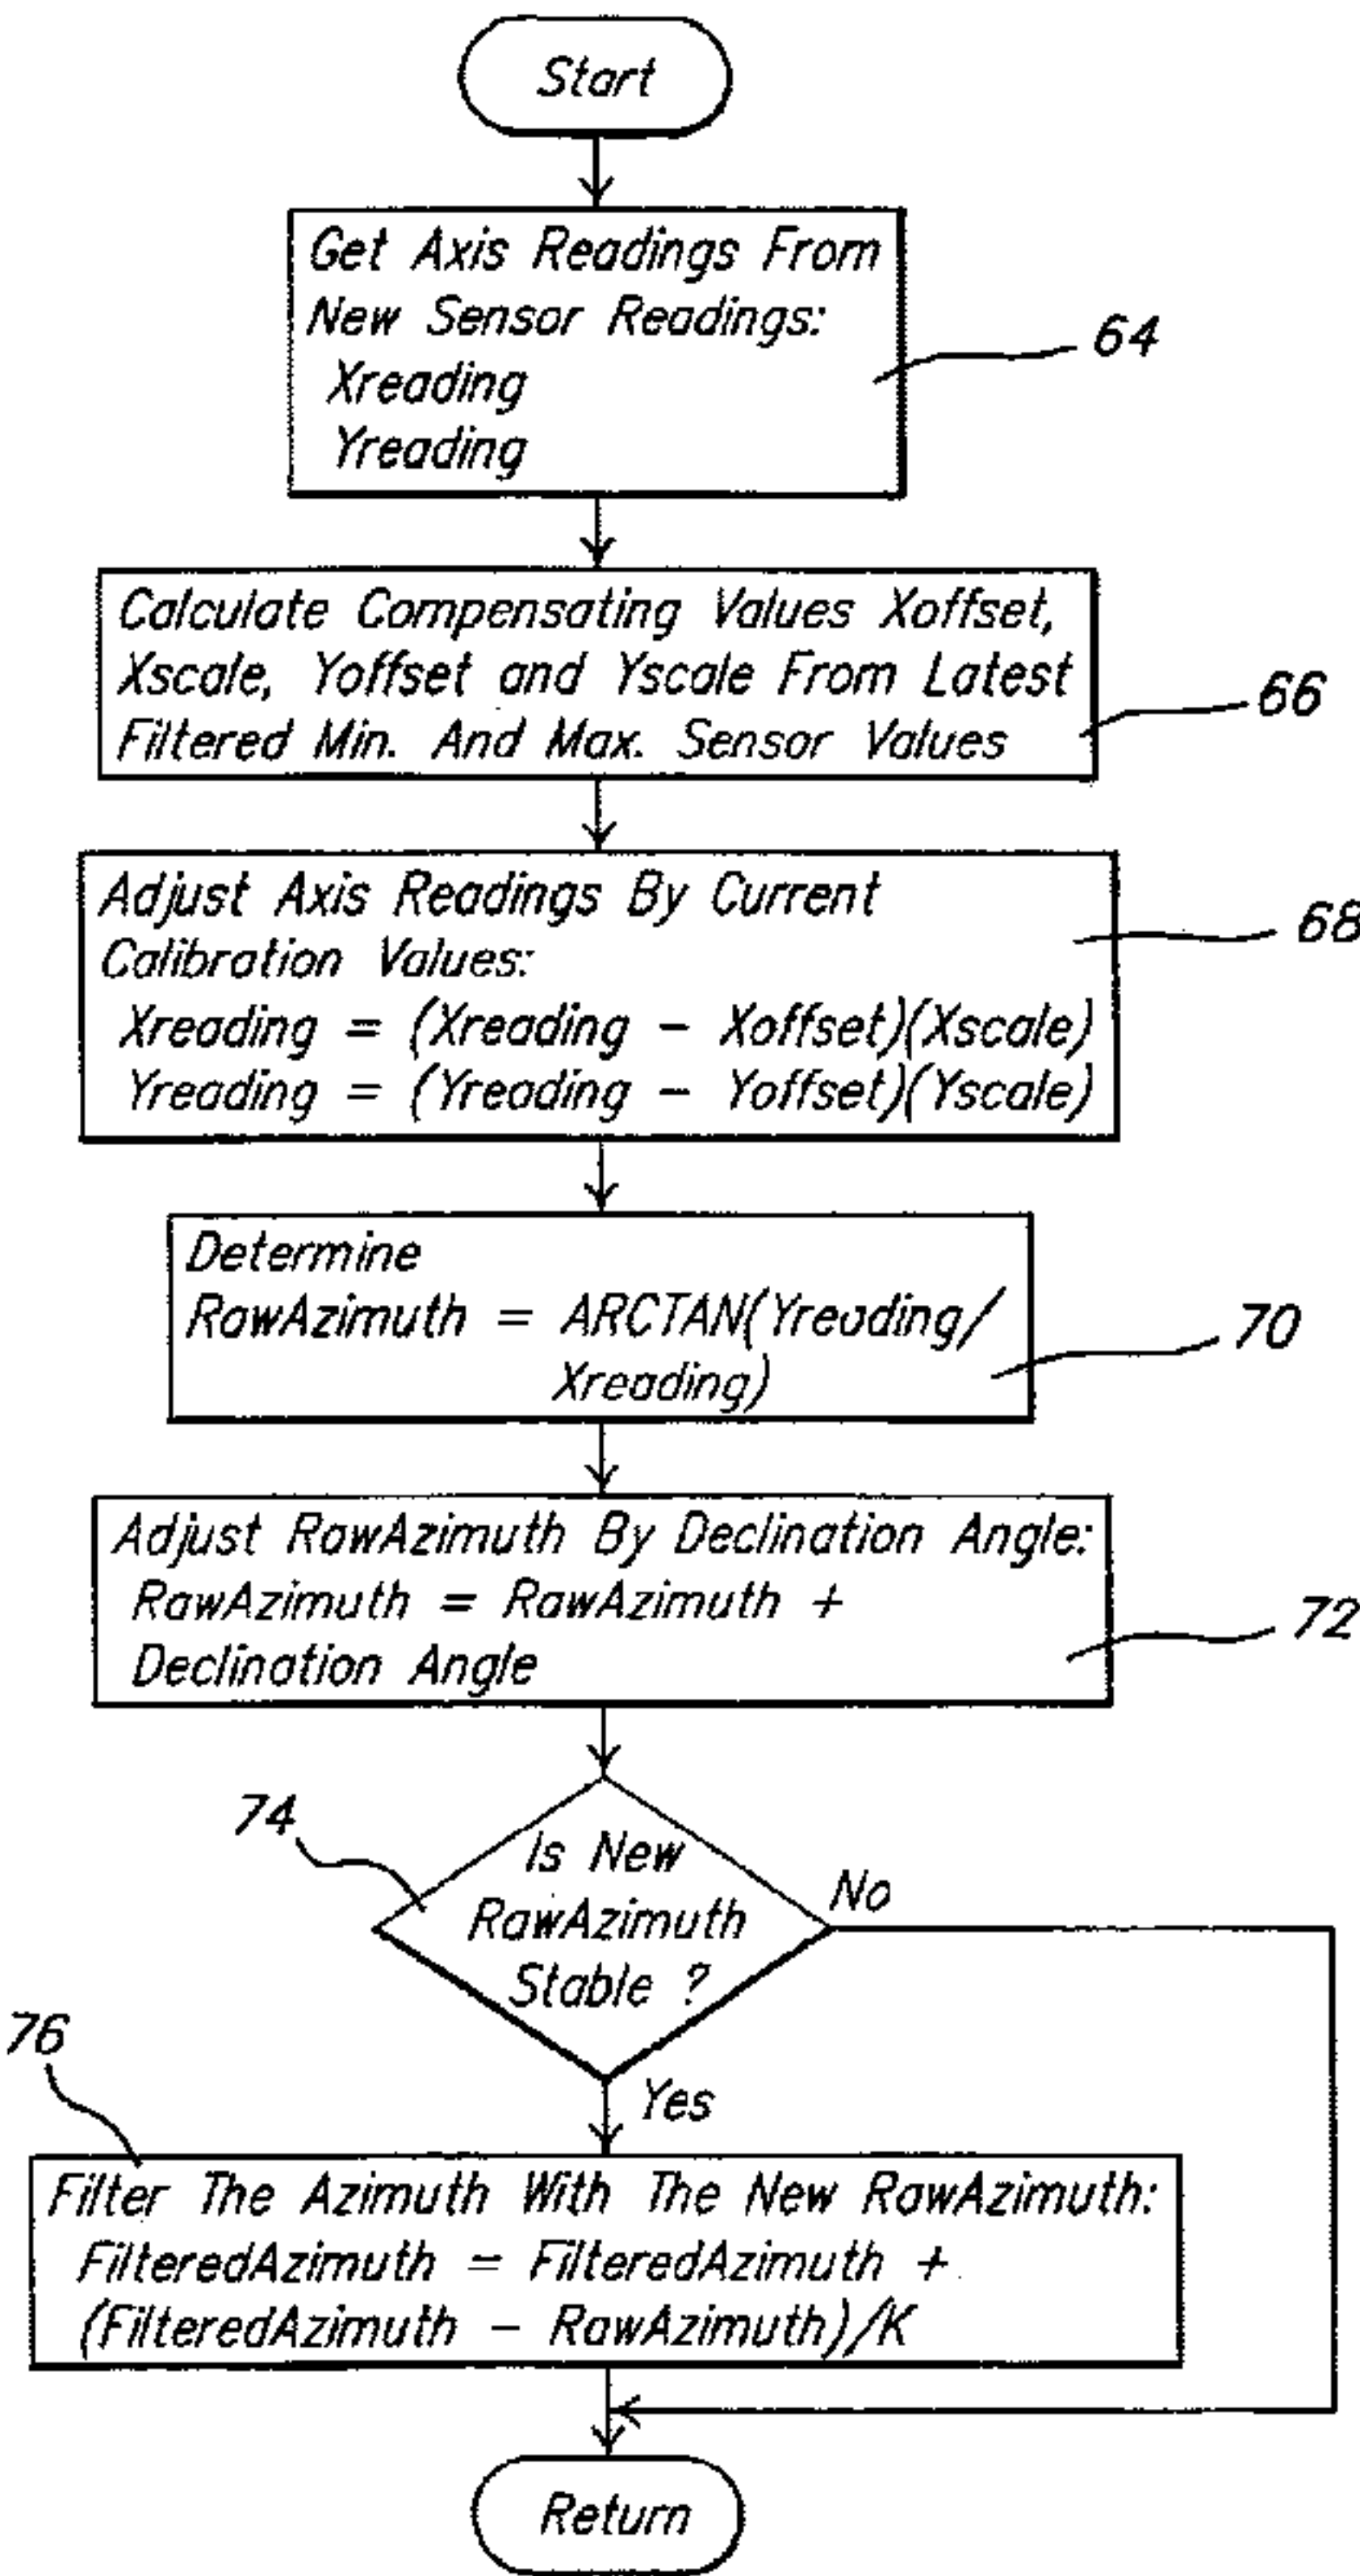 Start
Get Axis Readings From
New Sensor Readings:
Xreading
Yreading
64
Calculate Compensating Values Xoffset,
Xscale, Yoffset and Yscale From Latest
Filtered Min. And Max. Sensor Values
66
Adjust Axis Readings By Current
Calibration Values:
Xreading = (Xreading - Xoffset)(Xscale)
Yreading = (Yreading - Yoffset)(Yscale)
68
Determine
RawAzimuth = ARCTAN(Yreading/
Xreading)
70
Adjust RawAzimuth By Declination Angle:
RawAzimuth = RawAzimuth +
Declination Angle
72
74
Is New
RawAzimuth
Stable ?
No
Yes
76
Filter The Azimuth With The New RawAzimuth:
FilteredAzimuth = FilteredAzimuth +
(FilteredAzimuth - RawAzimuth)/K
Return